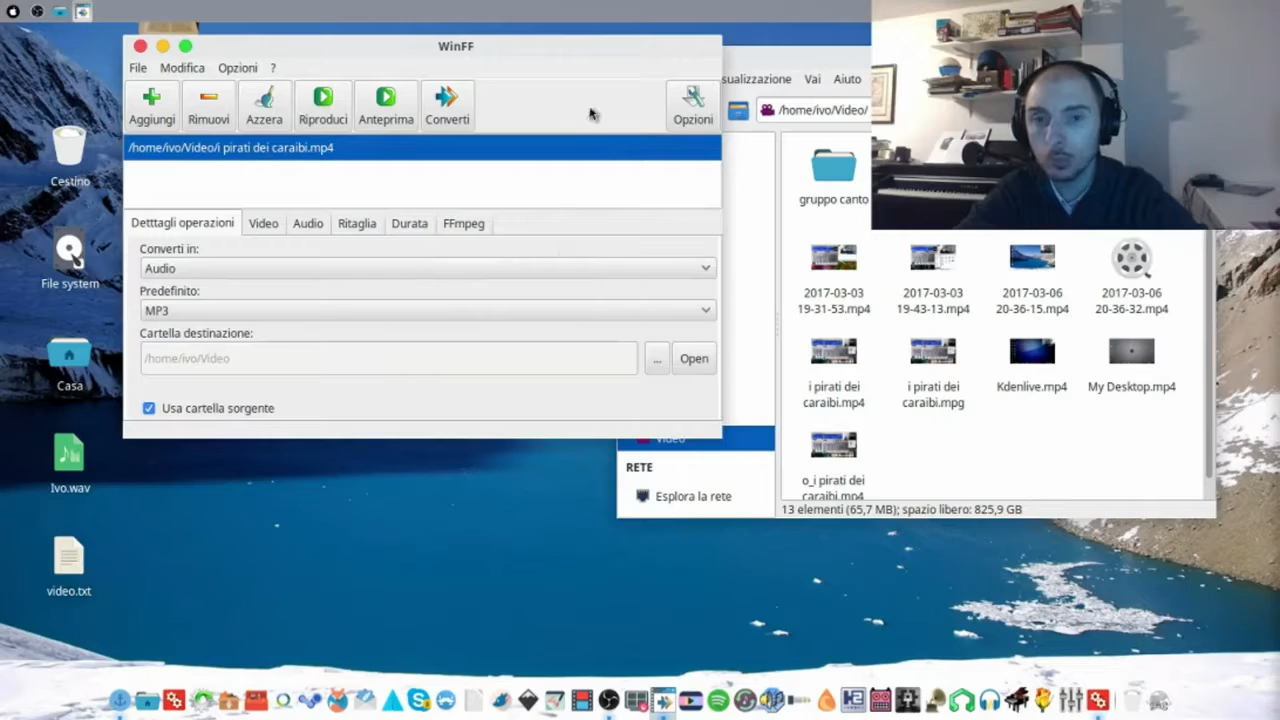 WinFF
File Modifica Opzioni ?
Aggiungi Rimuovi Azzera Riproduci Anteprima Converti Opzioni
/home/ivo/Video/i pirati dei caraibi.mp4
Detttagli operazioni Video Audio Ritaglia Durata FFmpeg
Converti in:
Audio
Predefinito:
MP3
Cartella destinazione:
/home/ivo/Video
... Open
Usa cartella sorgente
sualizzazione Vai Aiuto
/home/ivo/Video/
gruppo canto
2017-03-03
19-31-53.mp4
2017-03-03
19-43-13.mp4
2017-03-06
20-36-15.mp4
2017-03-06
20-36-32.mp4
i pirati dei
caraibi.mp4
i pirati dei
caraibi.mpg
Kdenlive.mp4
My Desktop.mp4
o_i pirati dei
caraibi.mp4
Video
RETE
Esplora la rete
13 elementi (65,7 MB); spazio libero: 825,9 GB
Cestino
File system
Casa
Ivo.wav
video.txt